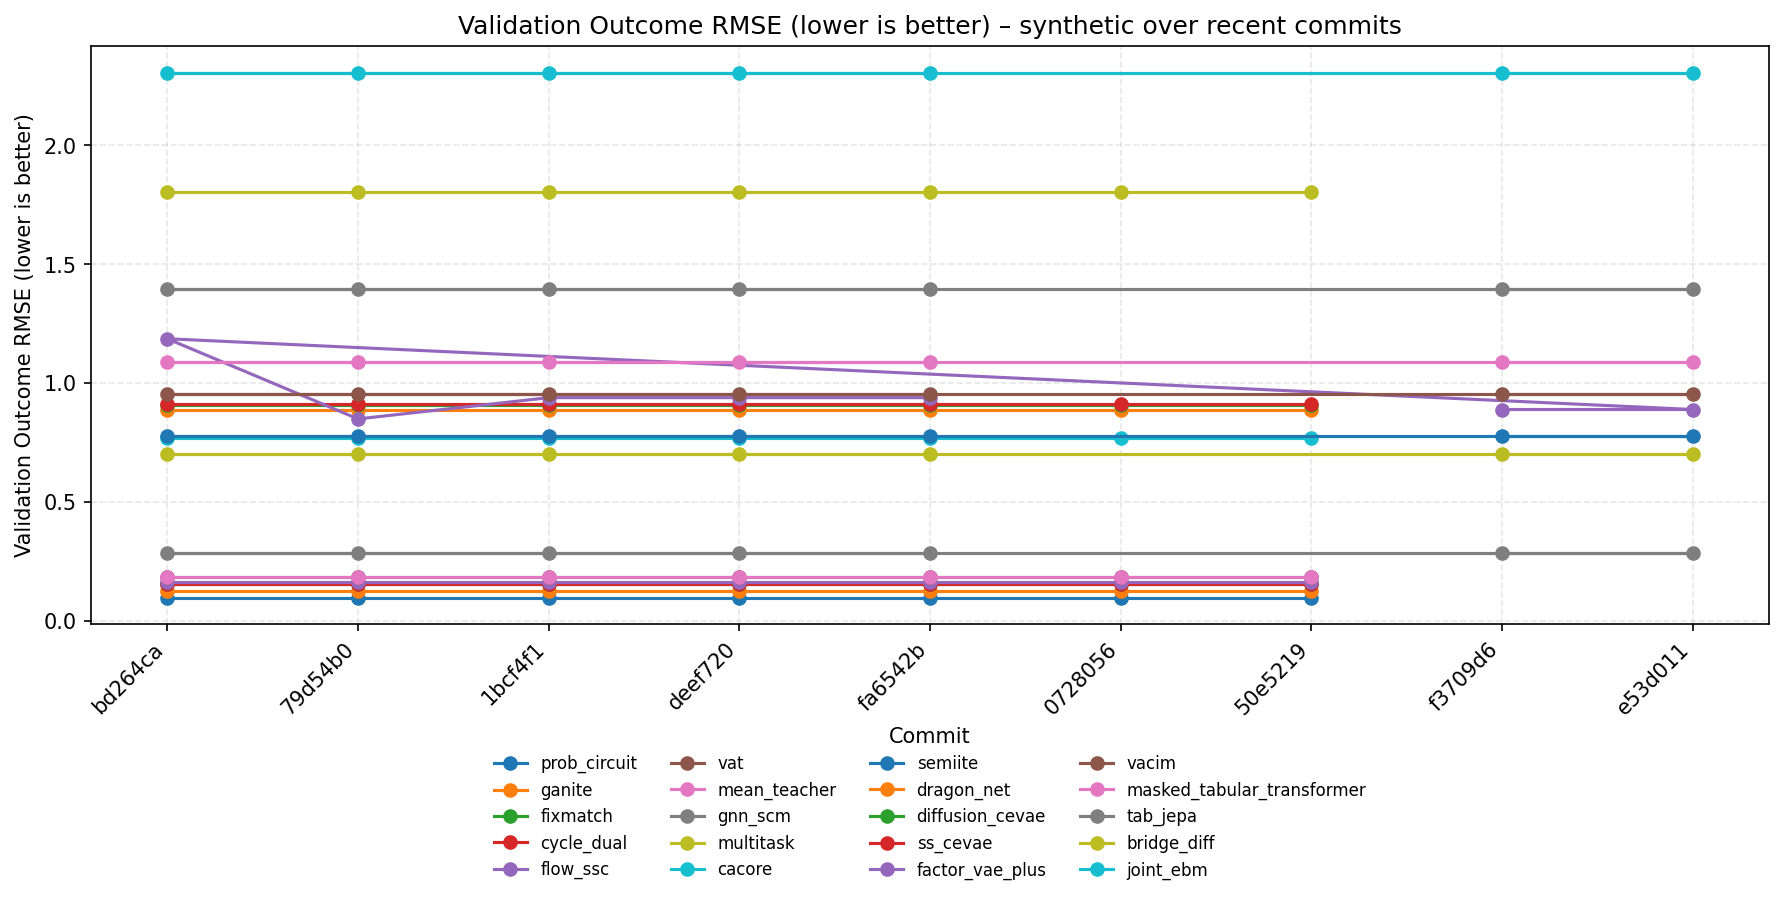 Validation Outcome RMSE (lower is better) – synthetic over recent commits
Validation Outcome RMSE (lower is better)
2.0
1.5
1.0
0.5
0.0
bd264ca
79d54b0
1bcf4f1
deef720
fa6542b
0728056
50e5219
f3709d6
e53d011
Commit
prob_circuit
ganite
fixmatch
cycle_dual
flow_ssc
vat
mean_teacher
gnn_scm
multitask
cacore
semiite
dragon_net
diffusion_cevae
ss_cevae
factor_vae_plus
vacim
masked_tabular_transformer
tab_jepa
bridge_diff
joint_ebm